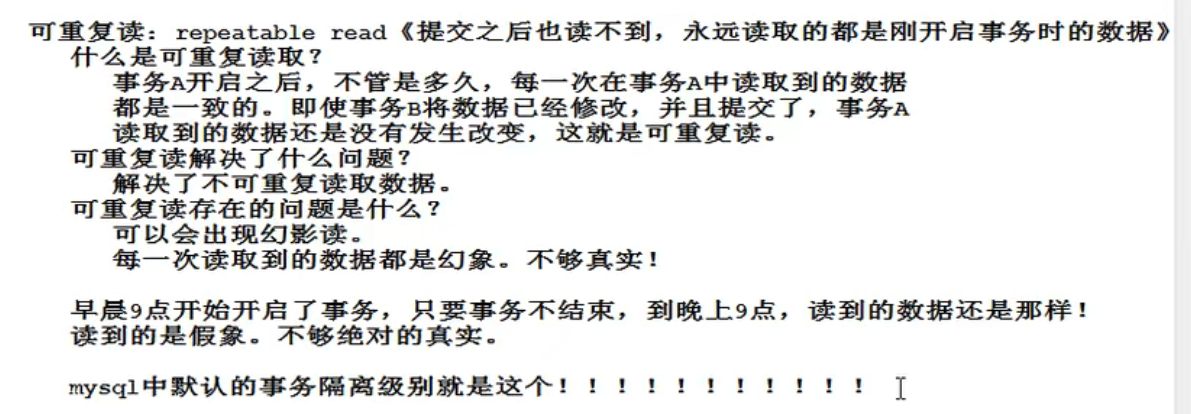 可重复读：repeatable read《提交之后也读不到，永远读取的都是刚开启事务时的数据》
什么是可重复读取？
事务A开启之后，不管是多久，每一次在事务A中读取到的数据
都是一致的。即使事务B将数据已经修改，并且提交了，事务A
读取到的数据还是没有发生改变，这就是可重复读。
可重复读解决了什么问题？
解决了不可重复读取数据。
可重复读存在的问题是什么？
可以会出现幻影读。
每一次读取到的数据都是幻象。不够真实！
早晨9点开始开启了事务，只要事务不结束，到晚上9点，读到的数据还是那样！
读到的是假象。不够绝对的真实。
mysql中默认的事务隔离级别就是这个！！！！！！！！！！！